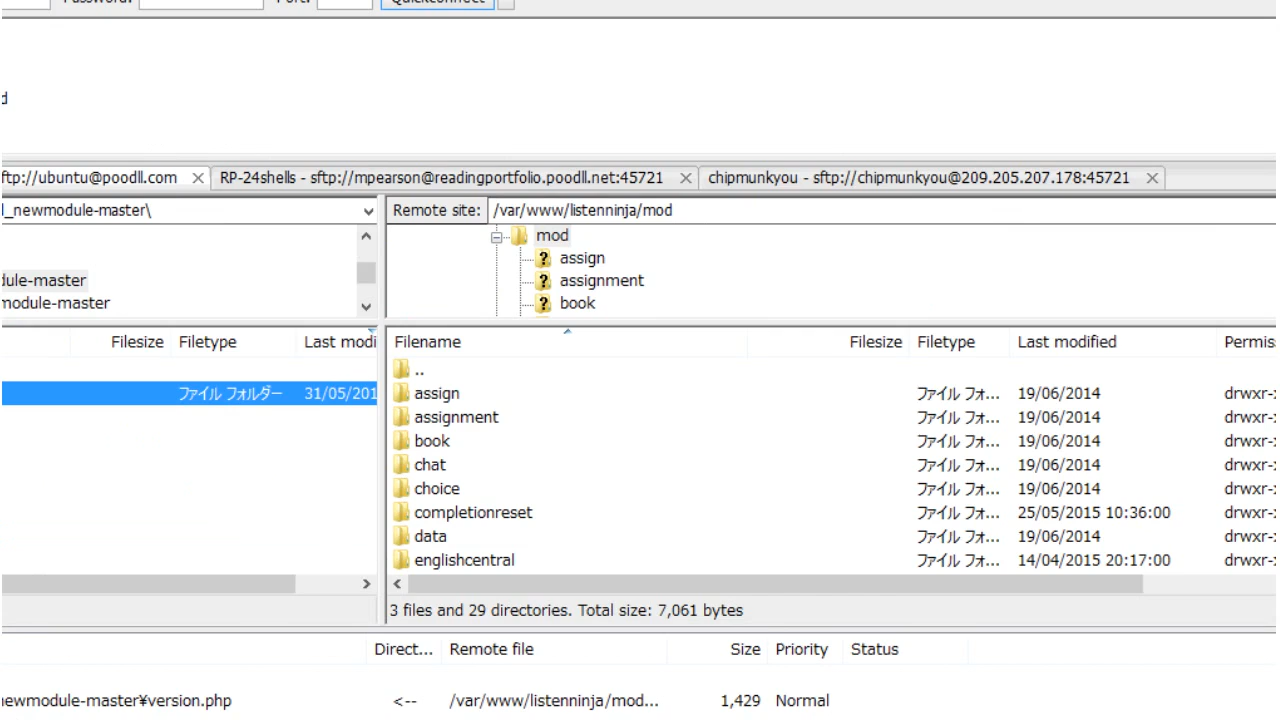 Password: Port: Quickconnect
d
ftp://ubuntu@poodll.com RP-24shells - sftp://mpearson@readingportfolio.poodll.net:45721 chipmunkyou - sftp://chipmunkyou@209.205.207.178:45721
l_newmodule-master\ Remote site: /var/www/listenninja/mod
mod
assign
dule-master assignment
module-master book
Filesize Filetype Last modi Filename Filesize Filetype Last modified Permis
..
ファイル フォルダー 31/05/201 assign ファイル フォ... 19/06/2014 drwxr-x
assignment ファイル フォ... 19/06/2014 drwxr-x
book ファイル フォ... 19/06/2014 drwxr-x
chat ファイル フォ... 19/06/2014 drwxr-x
choice ファイル フォ... 19/06/2014 drwxr-x
completionreset ファイル フォ... 25/05/2015 10:36:00 drwxr-x
data ファイル フォ... 19/06/2014 drwxr-x
englishcentral ファイル フォ... 14/04/2015 20:17:00 drwxr-x
3 files and 29 directories. Total size: 7,061 bytes
Direct... Remote file Size Priority Status
newmodule-master¥version.php <-- /var/www/listenninja/mod... 1,429 Normal